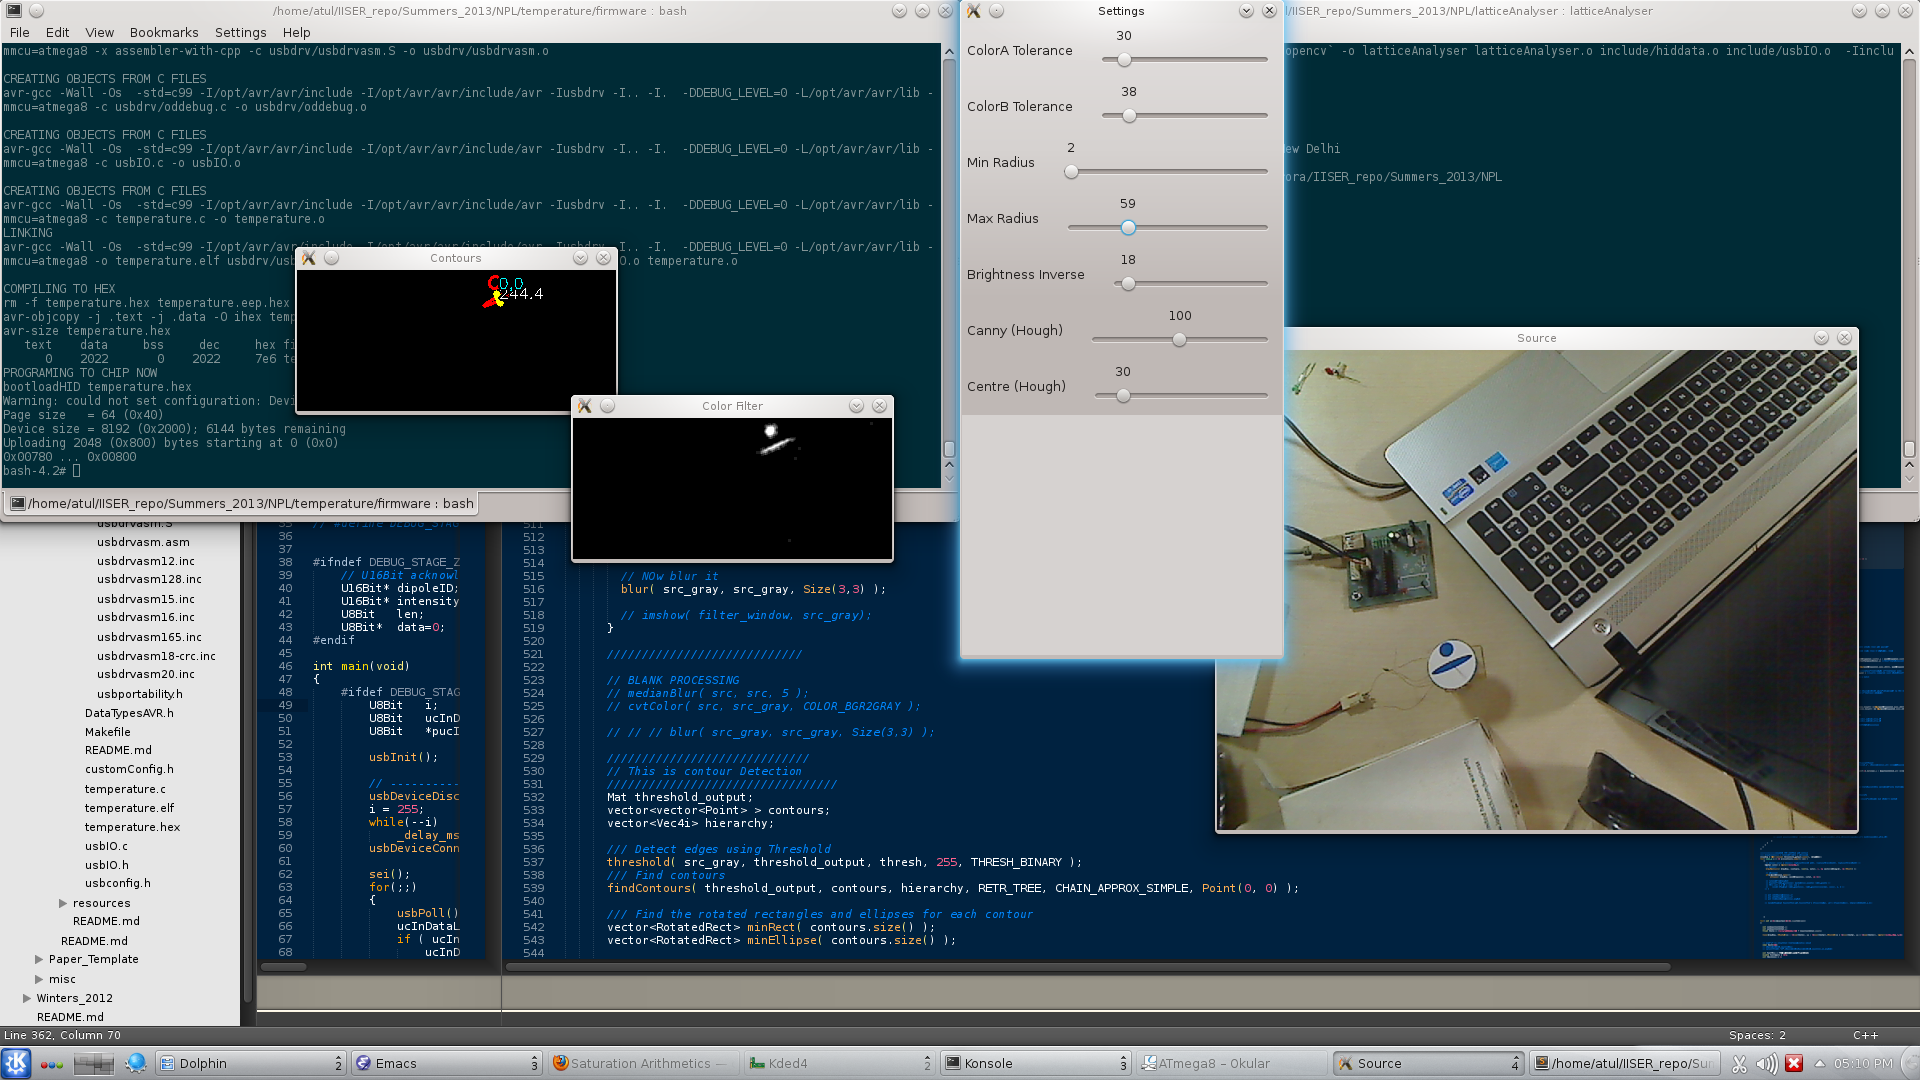 /home/atul/IISER_repo/Summers_2013/NPL/temperature/firmware : bash
File Edit View Bookmarks Settings Help
mmcu=atmega8 -x assembler-with-cpp -c usbdrv/usbdrvasm.S -o usbdrv/usbdrvasm.o
CREATING OBJECTS FROM C FILES
avr-gcc -Wall -Os  -std=c99 -I/opt/avr/avr/include -I/opt/avr/avr/include/avr -Iusbdrv -I.. -I.  -DDEBUG_LEVEL=0 -L/opt/avr/avr/lib -
mmcu=atmega8 -c usbdrv/oddebug.c -o usbdrv/oddebug.o
CREATING OBJECTS FROM C FILES
avr-gcc -Wall -Os  -std=c99 -I/opt/avr/avr/include -I/opt/avr/avr/include/avr -Iusbdrv -I.. -I.  -DDEBUG_LEVEL=0 -L/opt/avr/avr/lib -
mmcu=atmega8 -c usbIO.c -o usbIO.o
CREATING OBJECTS FROM C FILES
avr-gcc -Wall -Os  -std=c99 -I/opt/avr/avr/include -I/opt/avr/avr/include/avr -Iusbdrv -I.. -I.  -DDEBUG_LEVEL=0 -L/opt/avr/avr/lib -
mmcu=atmega8 -c temperature.c -o temperature.o
LINKING
avr-gcc -Wall -Os  -std=c99 -I/opt/avr/avr/include -I/opt/avr/avr/include/avr -Iusbdrv -I.. -I.  -DDEBUG_LEVEL=0 -L/opt/avr/avr/lib -
mmcu=atmega8 -o temperature.elf usbdrv/usb .o temperature.o
COMPILING TO HEX
rm -f temperature.hex temperature.eep.hex
avr-objcopy -j .text -j .data -O ihex temp
avr-size temperature.hex
text data bss dec hex fi
0 2022 0 2022 7e6 te
PROGRAMING TO CHIP NOW
bootloadHID temperature.hex
Warning: could not set configuration: Devi
Page size   = 64 (0x40)
Device size = 8192 (0x2000); 6144 bytes remaining
Uploading 2048 (0x800) bytes starting at 0 (0x0)
0x00780 ... 0x00800
bash-4.2#
/home/atul/IISER_repo/Summers_2013/NPL/temperature/firmware : bash
Contours
0,0
244.4
Color Filter
Settings
ColorA Tolerance 30
ColorB Tolerance 38
Min Radius 2
Max Radius 59
Brightness Inverse 18
Canny (Hough) 100
Centre (Hough) 30
/IISER_repo/Summers_2013/NPL/latticeAnalyser : latticeAnalyser
opencv` -o latticeAnalyser latticeAnalyser.o include/hiddata.o include/usbIO.o  -Iinclu
ew Delhi
ora/IISER_repo/Summers_2013/NPL
Source
usbdrvasm.S
usbdrvasm.asm
usbdrvasm12.inc
usbdrvasm128.inc
usbdrvasm15.inc
usbdrvasm16.inc
usbdrvasm165.inc
usbdrvasm18-crc.inc
usbdrvasm20.inc
usbportability.h
DataTypesAVR.h
Makefile
README.md
customConfig.h
temperature.c
temperature.elf
temperature.hex
usbIO.c
usbIO.h
usbconfig.h
resources
README.md
README.md
Paper_Template
misc
Winters_2012
README.md
35 // #define DEBUG_STAG
36
37
38 #ifndef DEBUG_STAGE_Z
39 // U16Bit acknowl
40 U16Bit* dipoleID;
41 U16Bit* intensity
42 U8Bit   len;
43 U8Bit*  data=0;
44 #endif
45
46 int main(void)
47 {
48 #ifdef DEBUG_STAG
49 U8Bit   i;
50 U8Bit   ucInD
51 U8Bit   *pucI
52
53 usbInit();
54
55 // ----------
56 usbDeviceDisc
57 i = 255;
58 while(--i)
59 _delay_ms
60 usbDeviceConn
61
62 sei();
63 for(;;)
64 {
65 usbPoll()
66 ucInDataL
67 if ( ucIn
68 ucInD
511
512
513
514
515 // NOw blur it
516 blur( src_gray, src_gray, Size(3,3) );
517
518 // imshow( filter_window, src_gray);
519 }
520
521 ////////////////////////////
522
523 // BLANK PROCESSING
524 // medianBlur( src, src, 5 );
525 // cvtColor( src, src_gray, COLOR_BGR2GRAY );
526
527 // // // blur( src_gray, src_gray, Size(3,3) );
528
529 /////////////////////////////
530 // This is contour Detection
531 /////////////////////////////////
532 Mat threshold_output;
533 vector<vector<Point> > contours;
534 vector<Vec4i> hierarchy;
535
536 /// Detect edges using Threshold
537 threshold( src_gray, threshold_output, thresh, 255, THRESH_BINARY );
538 /// Find contours
539 findContours( threshold_output, contours, hierarchy, RETR_TREE, CHAIN_APPROX_SIMPLE, Point(0, 0) );
540
541 /// Find the rotated rectangles and ellipses for each contour
542 vector<RotatedRect> minRect( contours.size() );
543 vector<RotatedRect> minEllipse( contours.size() );
544
Line 362, Column 70 Spaces: 2 C++
Dolphin 2 Emacs 3 Saturation Arithmetics — Kded4 2 Konsole 3 ATmega8 – Okular Source 4 /home/atul/IISER_repo/Su 05:10 PM